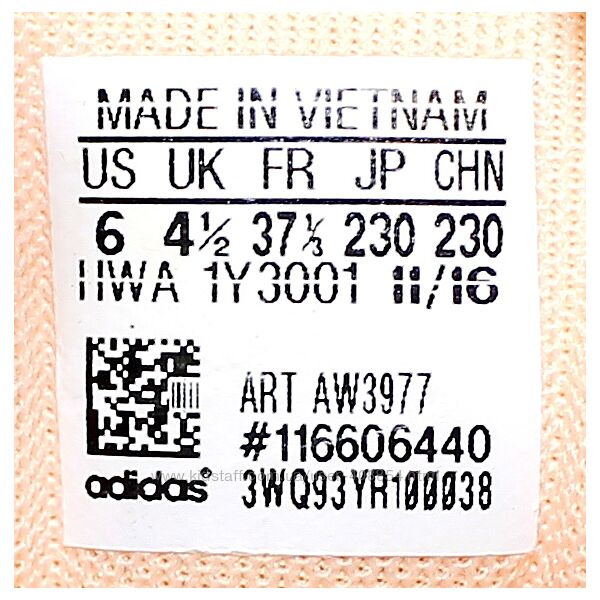 MADE IN VIETNAM
US UK FR JP CHN
6 4½ 37⅓ 230 230
HWA 1Y3001 11/16
ART AW3977
#116606440
adidas®
3WQ93YR100038